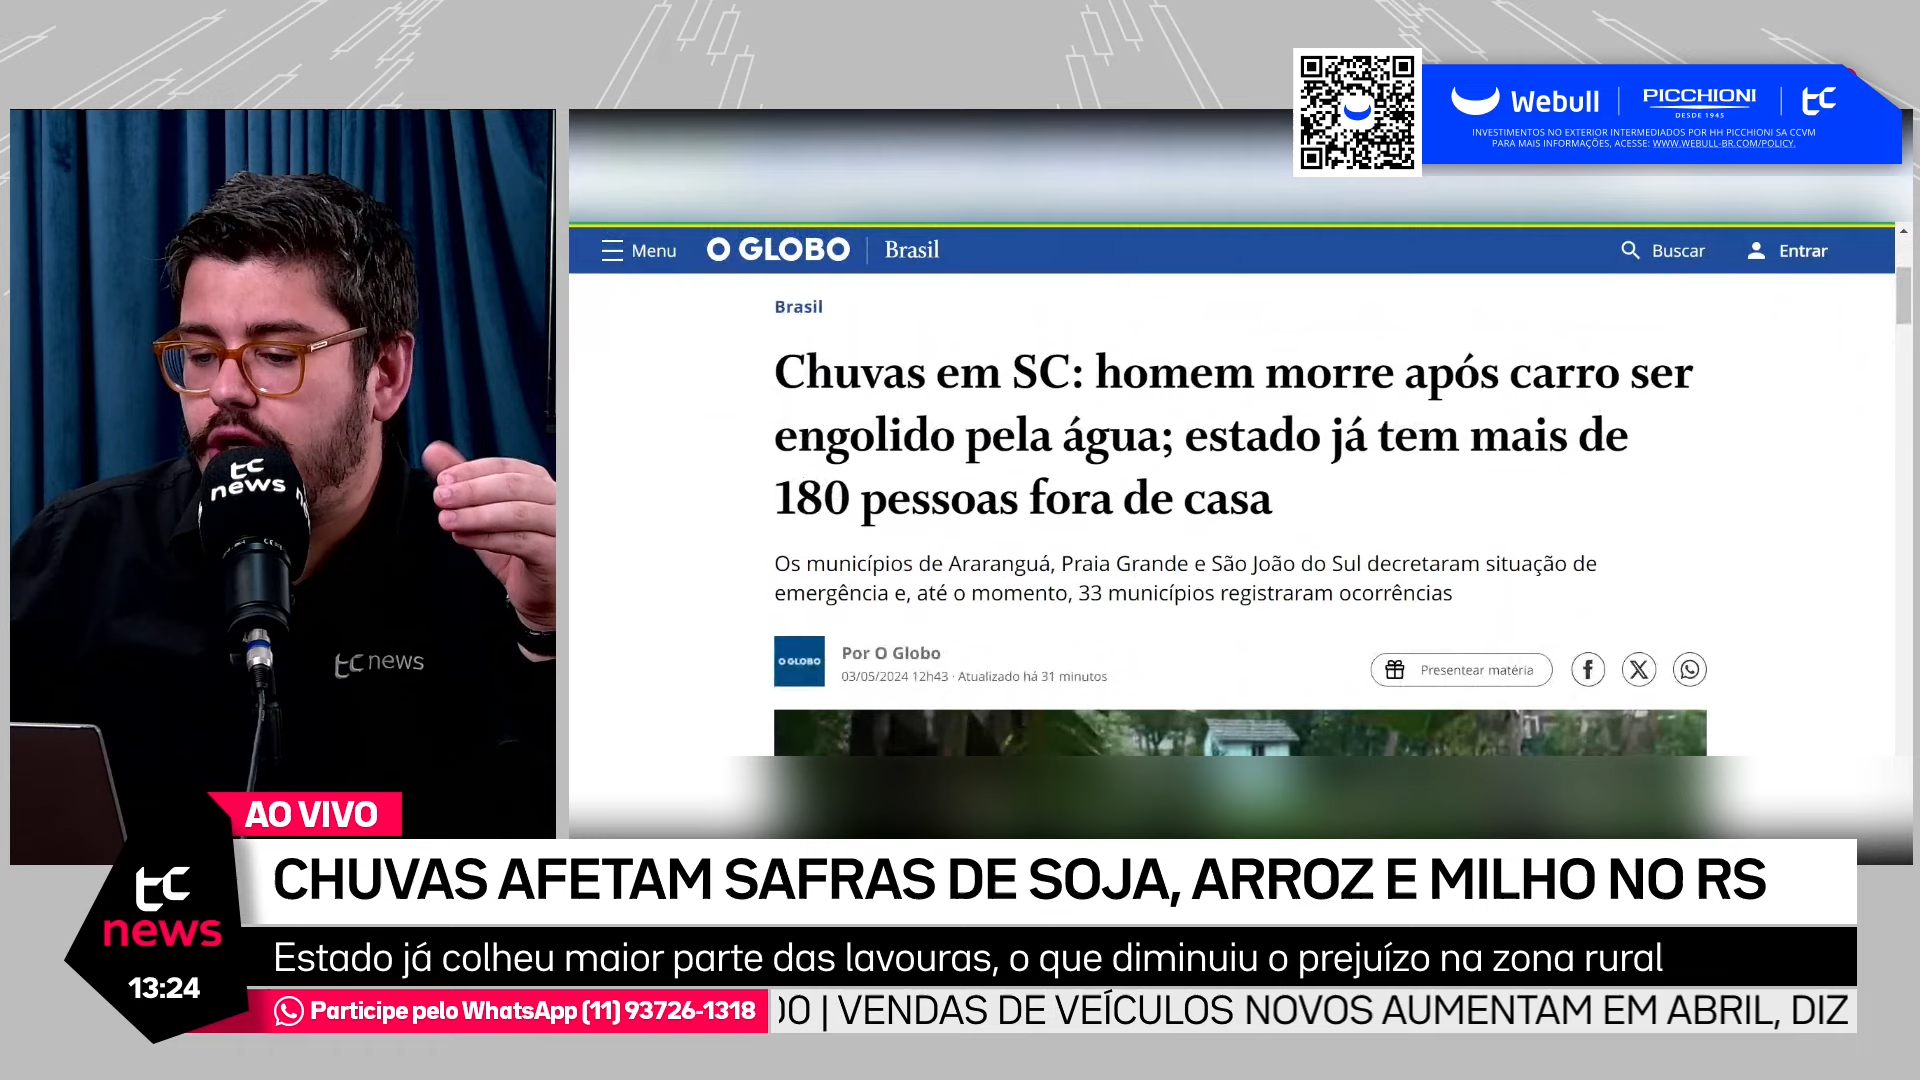 Webull
PICCHIONI
DESDE 1945
tc
INVESTIMENTOS NO EXTERIOR INTERMEDIADOS POR HH PICCHIONI SA CCVM
PARA MAIS INFORMAÇÕES, ACESSE: WWW.WEBULL-BR.COM/POLICY.
Menu
O GLOBO
Brasil
Buscar
Entrar
Brasil
Chuvas em SC: homem morre após carro ser
engolido pela água; estado já tem mais de
180 pessoas fora de casa
Os municípios de Araranguá, Praia Grande e São João do Sul decretaram situação de
emergência e, até o momento, 33 municípios registraram ocorrências
O GLOBO
Por O Globo
03/05/2024 12h43 · Atualizado há 31 minutos
Presentear matéria
tc
news
tc news
AO VIVO
CHUVAS AFETAM SAFRAS DE SOJA, ARROZ E MILHO NO RS
Estado já colheu maior parte das lavouras, o que diminuiu o prejuízo na zona rural
tc
news
13:24
Participe pelo WhatsApp (11) 93726-1318
DO | VENDAS DE VEÍCULOS NOVOS AUMENTAM EM ABRIL, DIZ